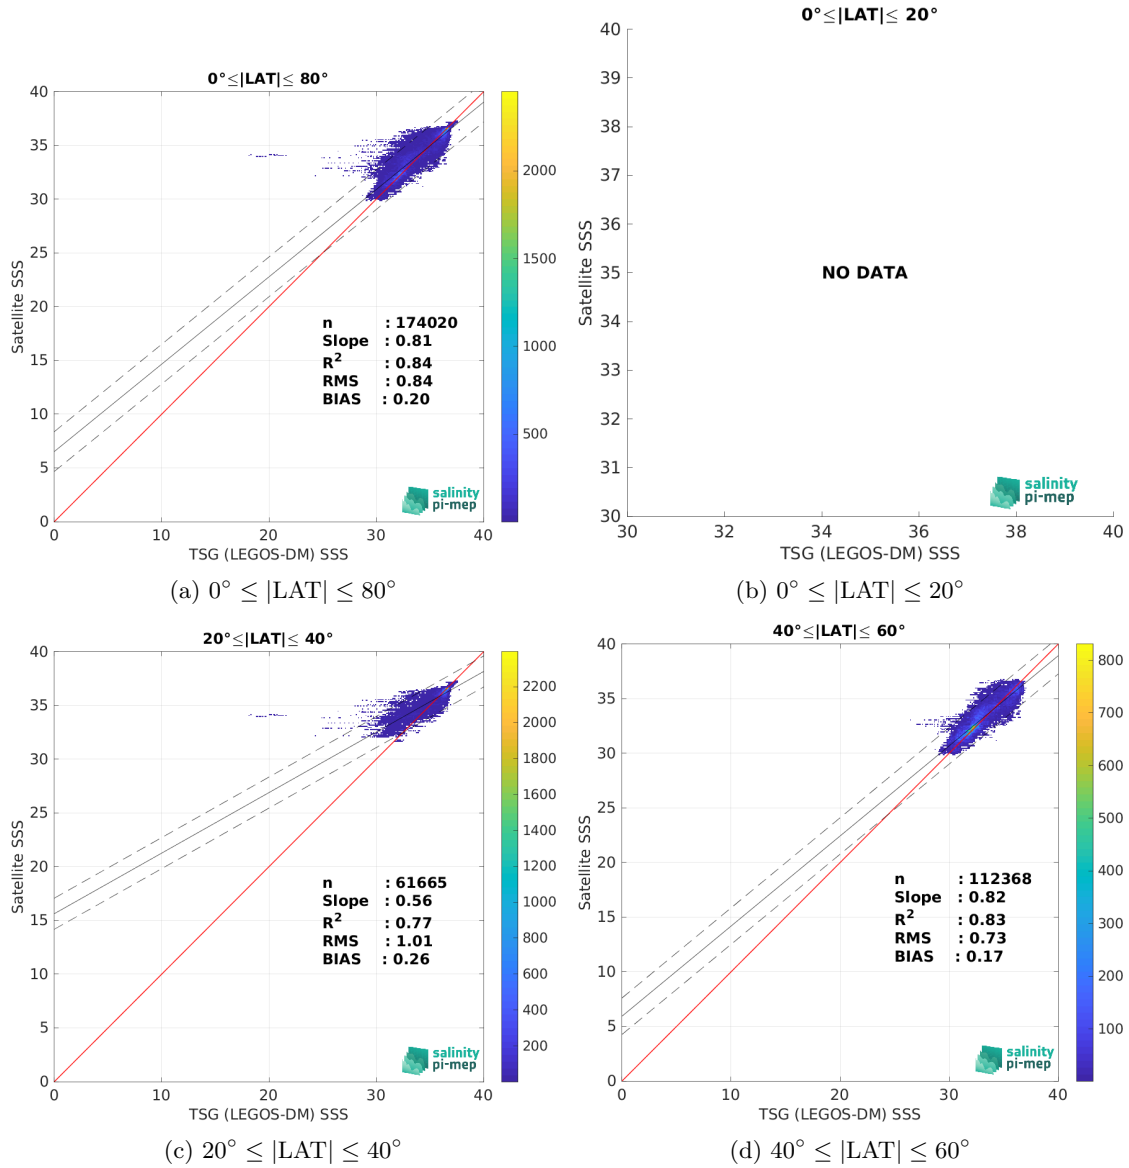 0°≤|LAT|≤ 80°
40
35
30
25
20
15
10
5
0
Satellite SSS
n : 174020
Slope : 0.81
R² : 0.84
RMS : 0.84
BIAS : 0.20
salinity
pi-mep
0 10 20 30 40
TSG (LEGOS-DM) SSS
2000
1500
1000
500
(a) 0° ≤ |LAT| ≤ 80°
0°≤|LAT|≤ 20°
40
39
38
37
36
35
34
33
32
31
30
Satellite SSS
NO DATA
salinity
pi-mep
30 32 34 36 38 40
TSG (LEGOS-DM) SSS
(b) 0° ≤ |LAT| ≤ 20°
20°≤|LAT|≤ 40°
40
35
30
25
20
15
10
5
0
Satellite SSS
n : 61665
Slope : 0.56
R² : 0.77
RMS : 1.01
BIAS : 0.26
salinity
pi-mep
0 10 20 30 40
TSG (LEGOS-DM) SSS
2200
2000
1800
1600
1400
1200
1000
800
600
400
200
(c) 20° ≤ |LAT| ≤ 40°
40°≤|LAT|≤ 60°
40
35
30
25
20
15
10
5
0
Satellite SSS
n : 112368
Slope : 0.82
R² : 0.83
RMS : 0.73
BIAS : 0.17
salinity
pi-mep
0 10 20 30 40
TSG (LEGOS-DM) SSS
800
700
600
500
400
300
200
100
(d) 40° ≤ |LAT| ≤ 60°